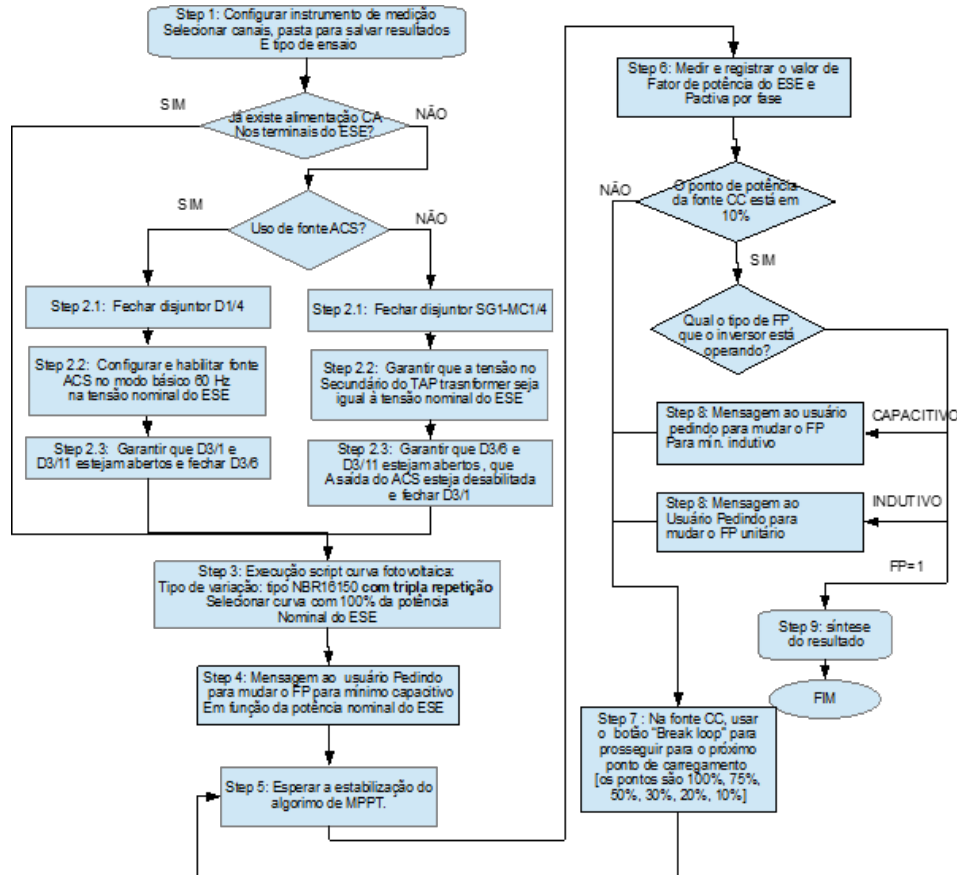 Step 1: Configurar instrumento de medição
Selecionar canais, pasta para salvar resultados
E tipo de ensaio
SIM
Já existe alimentação CA
Nos terminais do ESE?
NÃO
SIM
Uso de fonte ACS?
NÃO
Step 2.1: Fechar disjuntor D1/4
Step 2.2: Configurar e habilitar fonte
ACS no modo básico 60 Hz
na tensão nominal do ESE
Step 2.3: Garantir que D3/1 e
D3/11 estejam abertos e fechar D3/6
Step 2.1: Fechar disjuntor SG1-MC1/4
Step 2.2: Garantir que a tensão no
Secundário do TAP trasnformer seja
igual à tensão nominal do ESE
Step 2.3: Garantir que D3/6 e
D3/11 estejam abertos , que
A saída do ACS esteja desabilitada
e fechar D3/1
Step 3: Execução script curva fotovoltaica:
Tipo de variação: tipo NBR16150 com tripla repetição
Selecionar curva com 100% da potência
Nominal do ESE
Step 4: Mensagem ao usuário Pedindo
para mudar o FP para mínimo capacitivo
Em função da potência nominal do ESE
Step 5: Esperar a estabilização do
algorimo de MPPT.
Step 6: Medir e registrar o valor de
Fator de potência do ESE e
Pactiva por fase
NÃO
O ponto de potência
da fonte CC está em
10%
SIM
Qual o tipo de FP
que o inversor está
operando?
Step 8: Mensagem ao usuário
pedindo para mudar o FP
Para mín. indutivo
CAPACITIVO
Step 8: Mensagem ao
Usuário Pedindo para
mudar o FP unitário
INDUTIVO
FP=1
Step 9: síntese
do resultado
FIM
Step 7 : Na fonte CC, usar
o botão "Break loop" para
prosseguir para o próximo
ponto de carregamento
[os pontos são 100%, 75%,
50%, 30%, 20%, 10%]